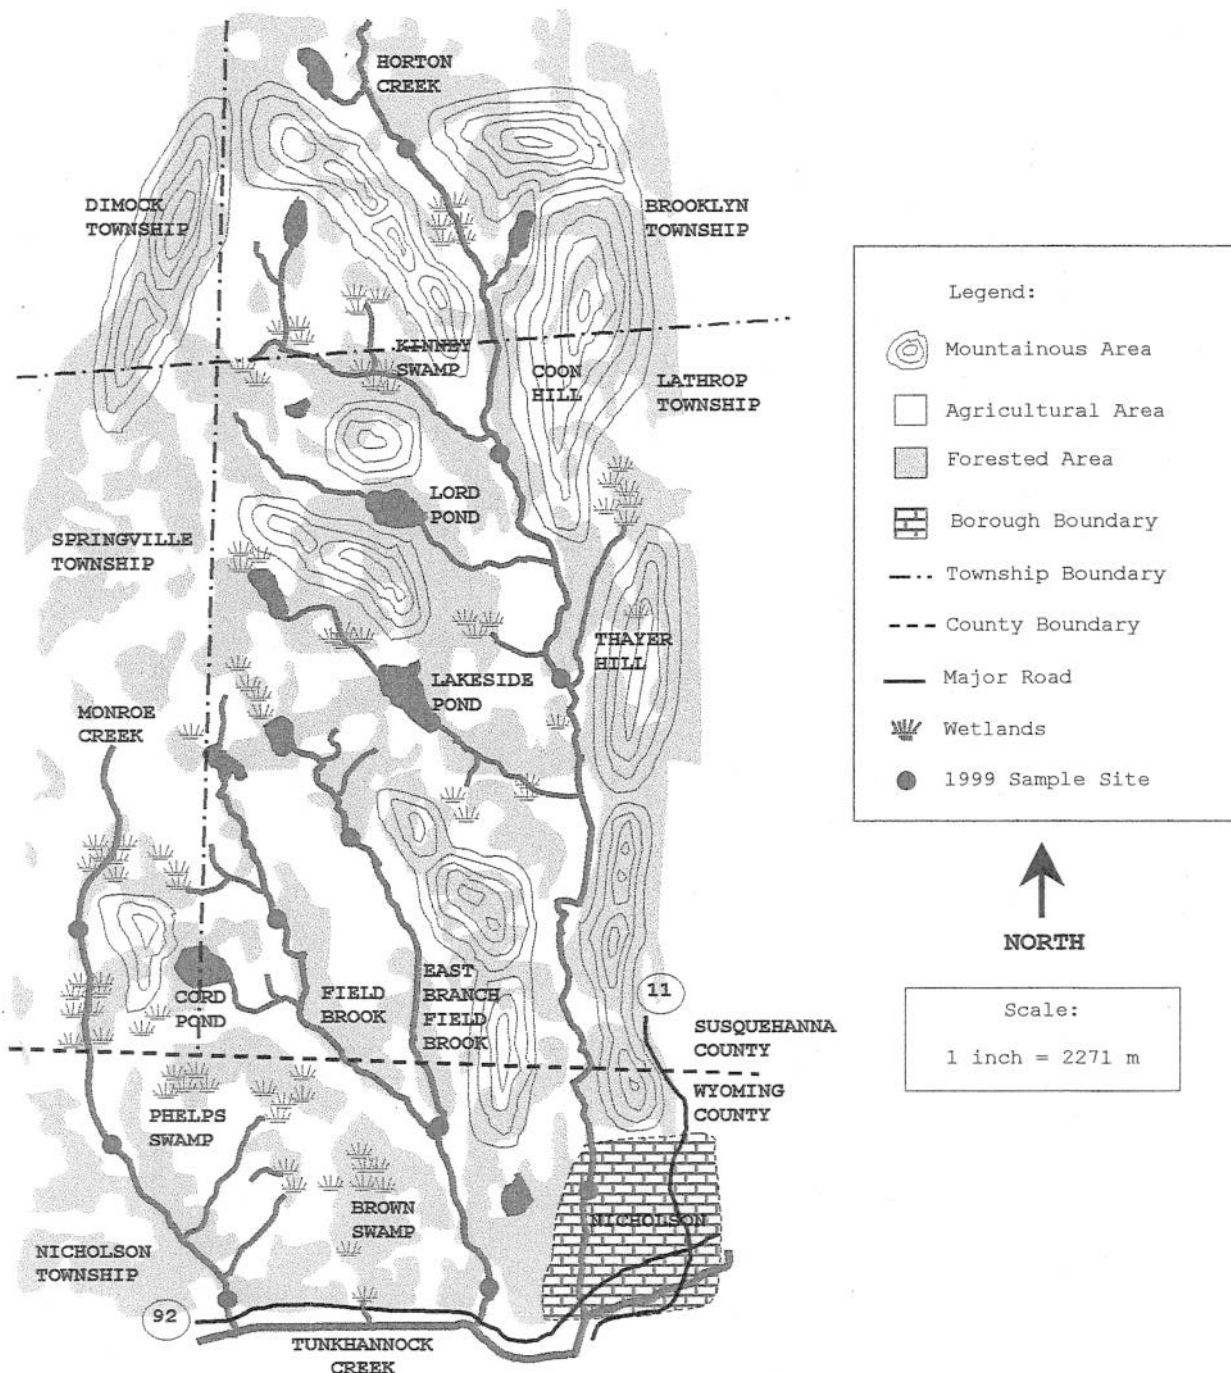 HORTON
CREEK
DIMOCK
TOWNSHIP
BROOKLYN
TOWNSHIP
KINNEY
SWAMP
COON
HILL
LATHROP
TOWNSHIP
LORD
POND
SPRINGVILLE
TOWNSHIP
THAYER
HILL
LAKESIDE
POND
MONROE
CREEK
CORD
POND
FIELD
BROOK
EAST
BRANCH
FIELD
BROOK
11
SUSQUEHANNA
COUNTY
WYOMING
COUNTY
PHELPS
SWAMP
BROWN
SWAMP
NICHOLSON
NICHOLSON
TOWNSHIP
92
TUNKHANNOCK
CREEK
Legend:
Mountainous Area
Agricultural Area
Forested Area
Borough Boundary
Township Boundary
County Boundary
Major Road
Wetlands
1999 Sample Site
NORTH
Scale:
1 inch = 2271 m